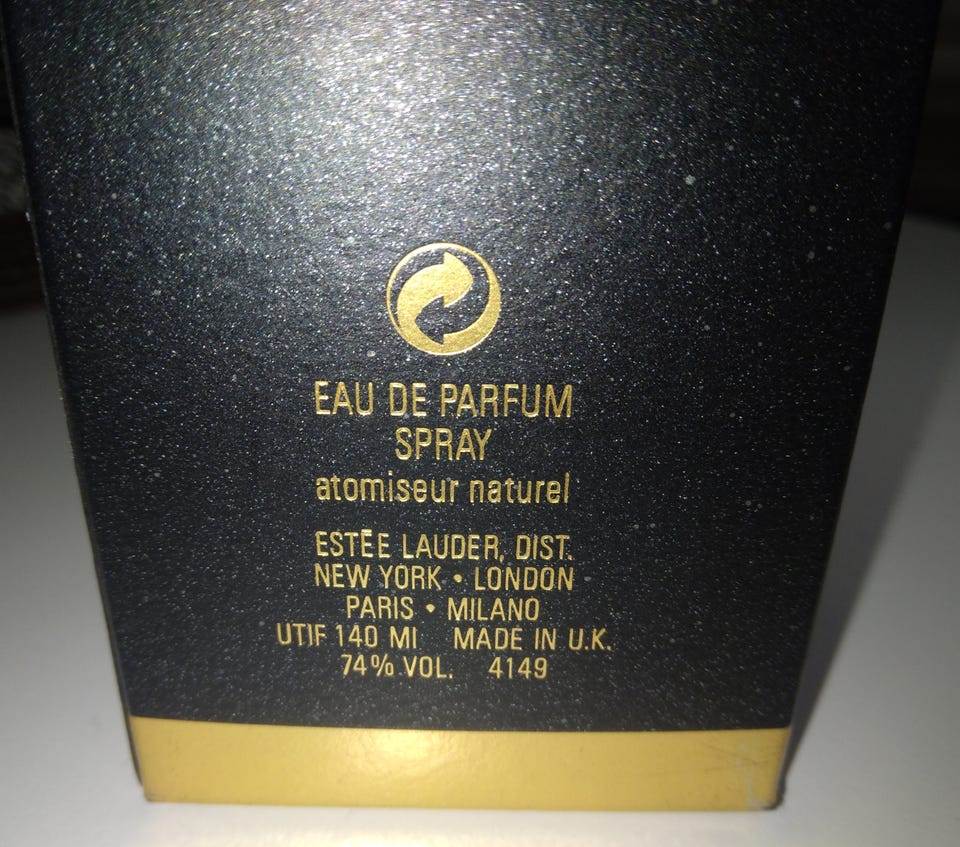 EAU DE PARFUM
SPRAY
atomiseur naturel
ESTĒE LAUDER, DIST.
NEW YORK • LONDON
PARIS • MILANO
UTIF 140 MI MADE IN U.K.
74% VOL. 4149